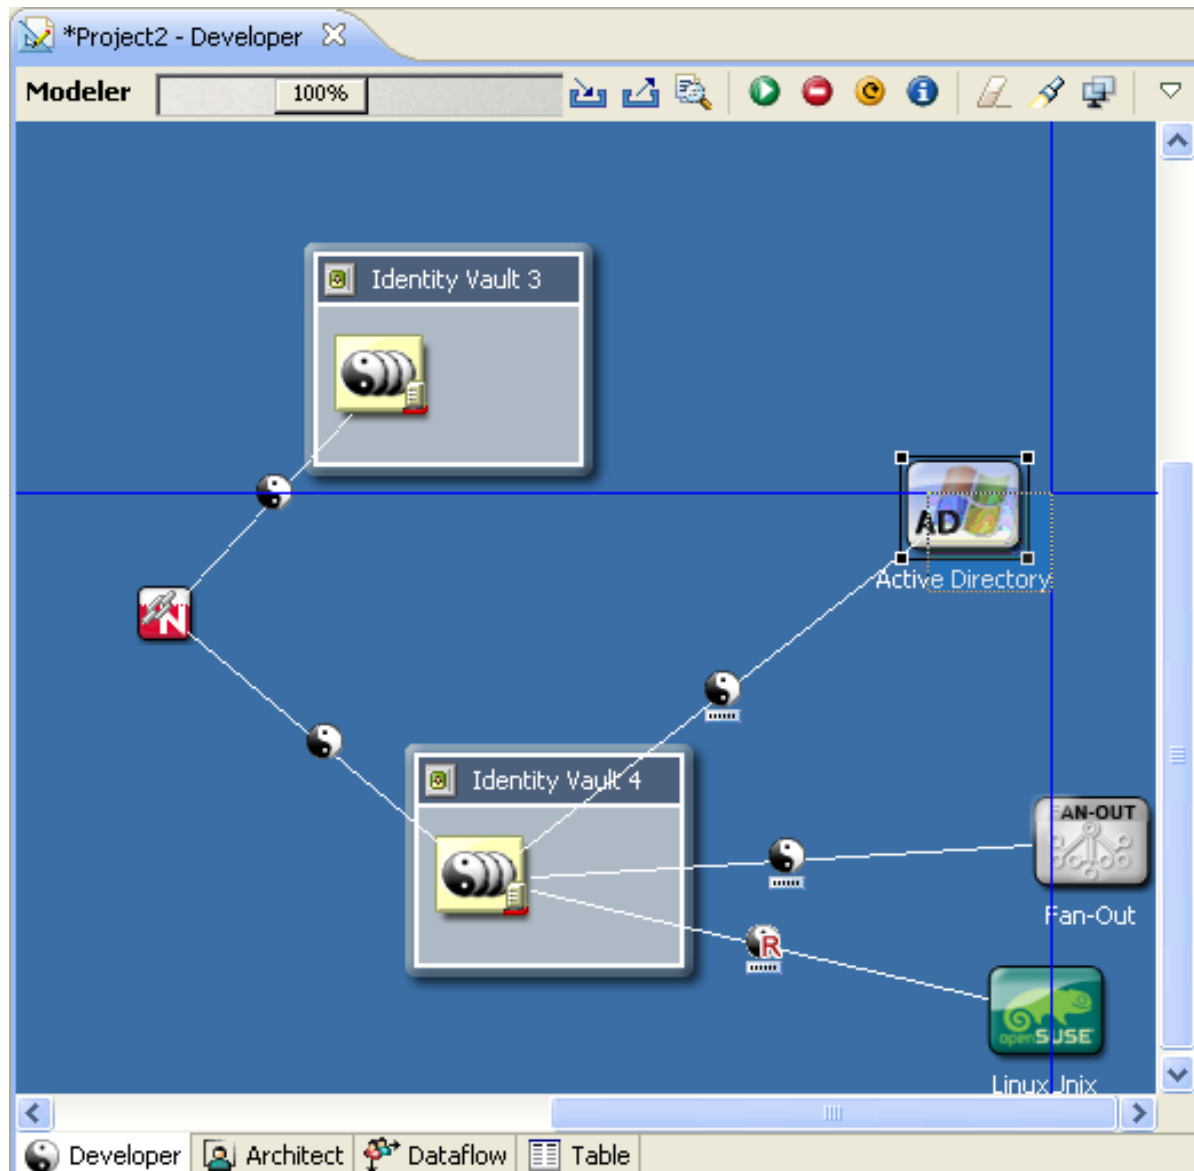 *Project2 - Developer
Modeler 100%
Identity Vault 3
AD
Active Directory
N
Identity Vault 4
FAN-OUT
Fan-Out
R
openSUSE
Linux Unix
Developer Architect Dataflow Table